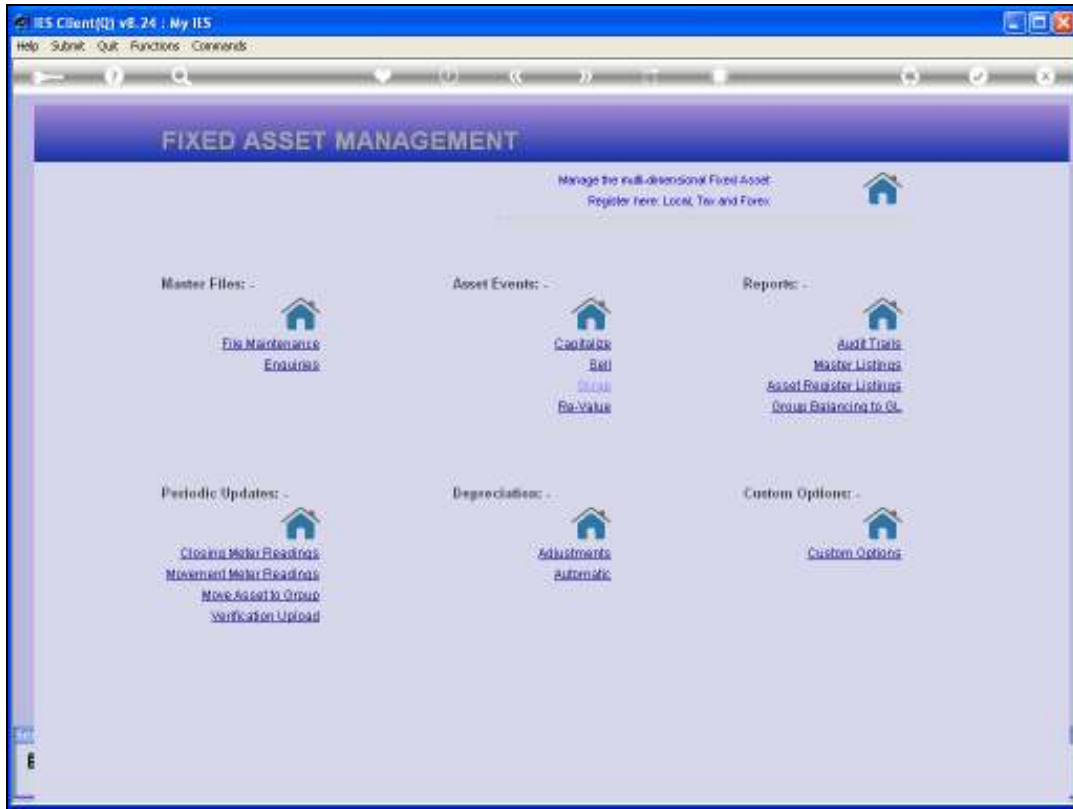 IES Client(Q) v8.24 : My IES
Help Submit Quit Functions Commands
FIXED ASSET MANAGEMENT
Manage the multi-dimensional Fixed Asset
Register here: Local, Tax and Forex
Master Files: -
File Maintenance
Enquiries
Asset Events: -
Capitalize
Sell
Scrap
Re-Value
Reports: -
Audit Trails
Master Listings
Asset Register Listings
Group Balancing to GL
Periodic Updates: -
Closing Meter Readings
Movement Meter Readings
Move Asset to Group
Verification Upload
Depreciation: -
Adjustments
Automatic
Custom Options: -
Custom Options